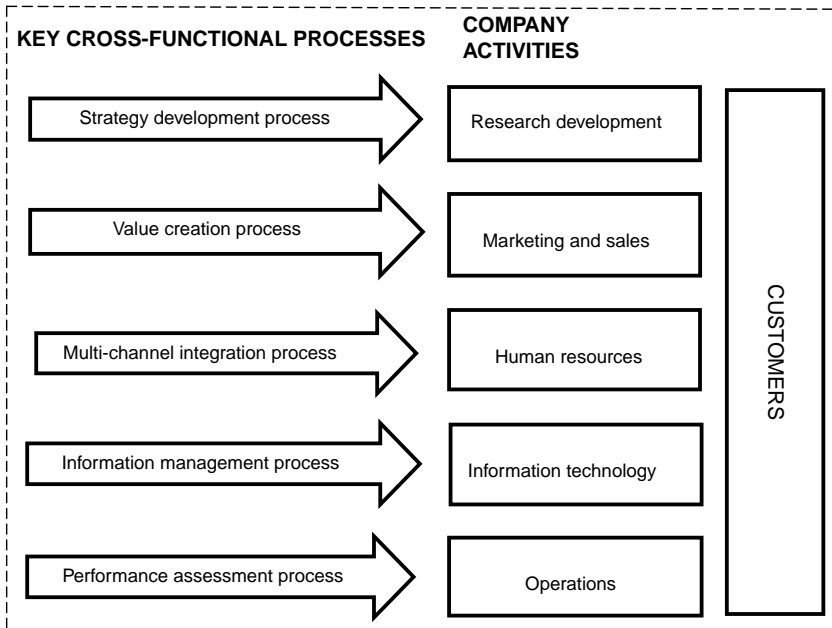 KEY CROSS-FUNCTIONAL PROCESSES
COMPANY
ACTIVITIES
Strategy development process
Research development
Value creation process
Marketing and sales
Multi-channel integration process
Human resources
Information management process
Information technology
Performance assessment process
Operations
CUSTOMERS